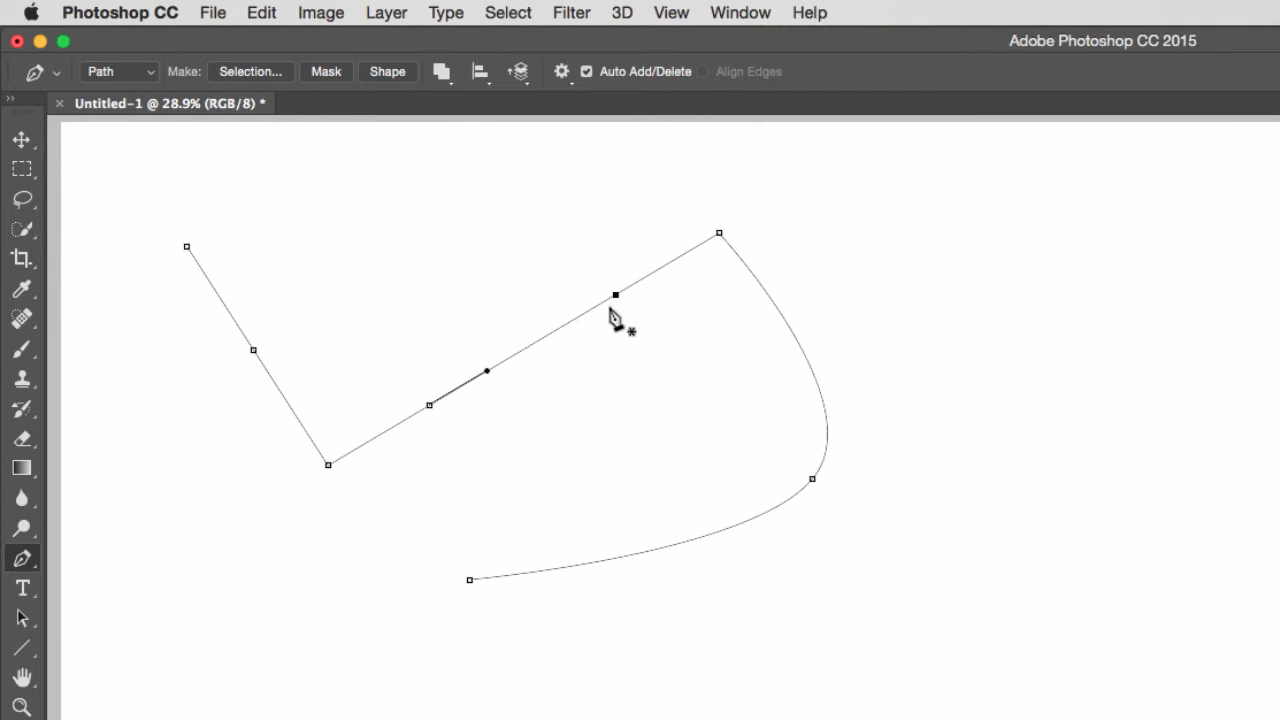 Photoshop CC File Edit Image Layer Type Select Filter 3D View Window Help
Adobe Photoshop CC 2015
Path Make: Selection... Mask Shape Auto Add/Delete Align Edges
Untitled-1 @ 28.9% (RGB/8) *